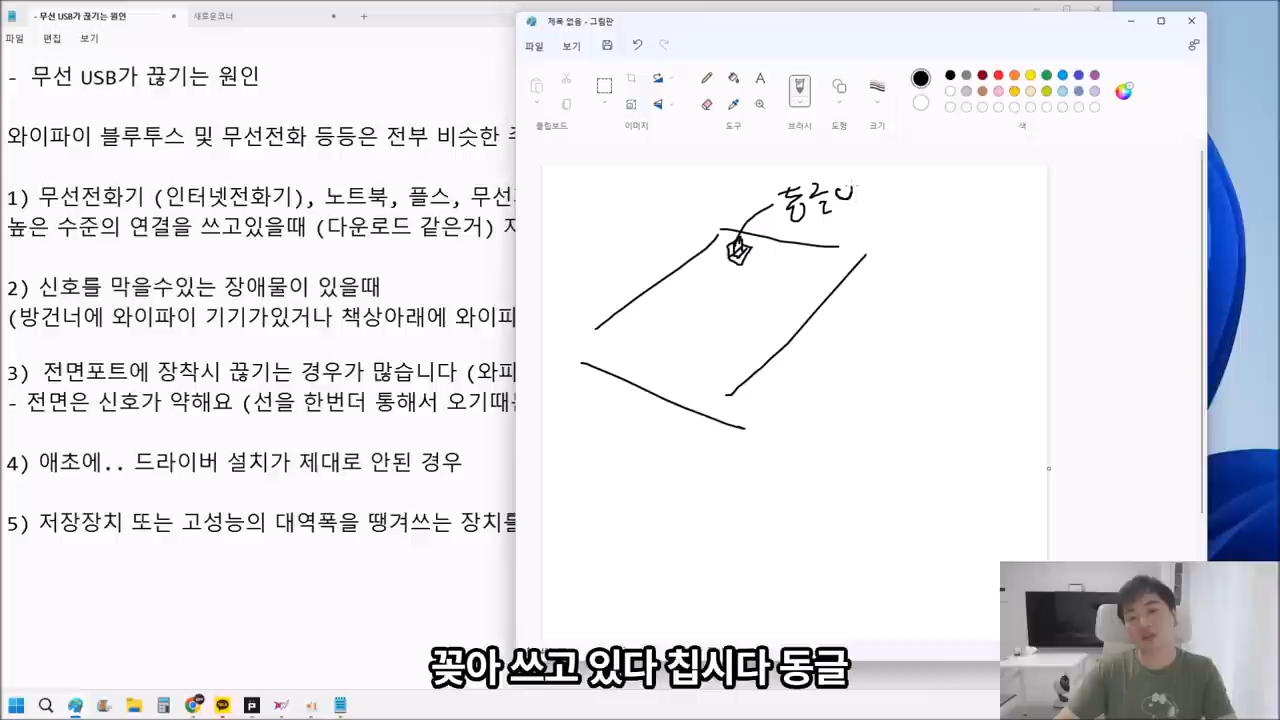 - 무선 USB가 끊기는 원인
새로운코너
파일 편집 보기
- 무선 USB가 끊기는 원인
와이파이 블루투스 및 무선전화 등등은 전부 비슷한
1) 무선전화기 (인터넷전화기), 노트북, 플스, 무선
높은 수준의 연결을 쓰고있을때 (다운로드 같은거)
2) 신호를 막을수있는 장애물이 있을때
(방건너에 와이파이 기기가있거나 책상아래에 와이파
3) 전면포트에 장착시 끊기는 경우가 많습니다 (와파
- 전면은 신호가 약해요 (선을 한번더 통해서 오기때문
4) 애초에.. 드라이버 설치가 제대로 안된 경우
5) 저장장치 또는 고성능의 대역폭을 땡겨쓰는 장치를
제목 없음 - 그림판
파일 보기
클립보드 이미지 도구 브러시 도형 크기 색
동글
꽂아 쓰고 있다 칩시다 동글